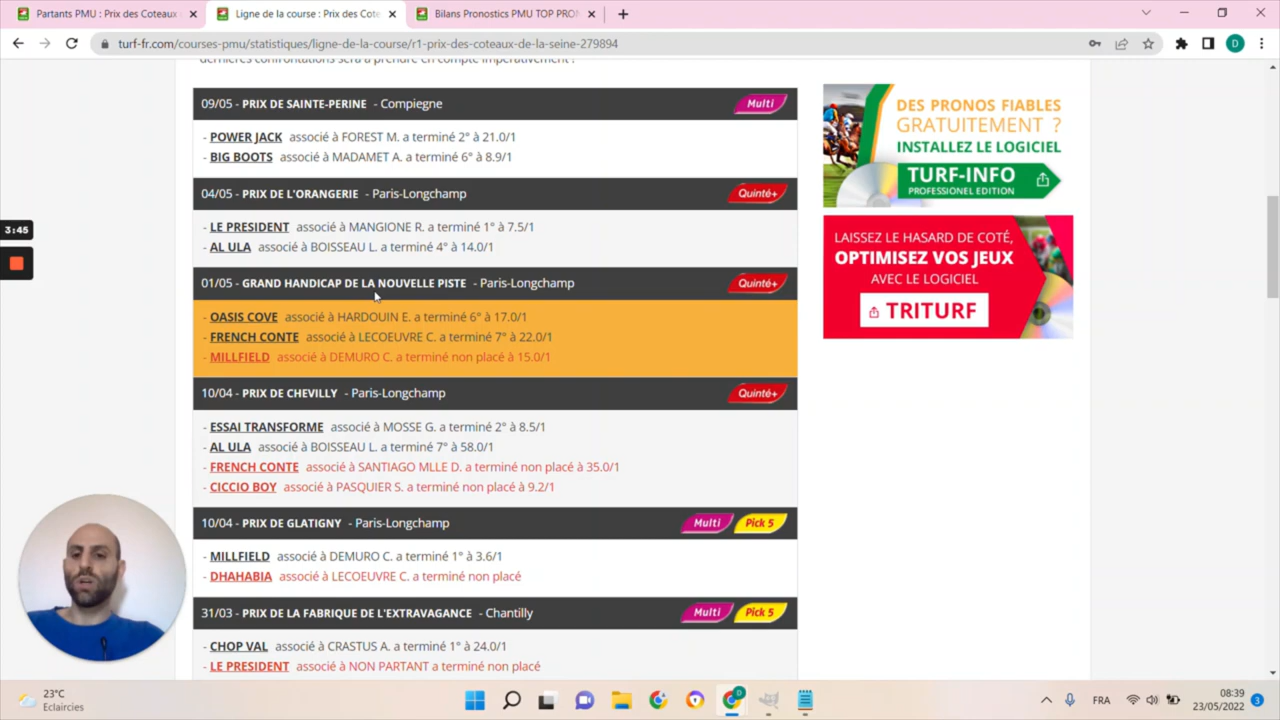 Partants PMU : Prix des Coteaux
Ligne de la course : Prix des Cote
Bilans Pronostics PMU TOP PRON
turf-fr.com/courses-pmu/statistiques/ligne-de-la-course/r1-prix-des-coteaux-de-la-seine-279894
D
dernières confrontations sera à prendre en compte impérativement !
09/05 - PRIX DE SAINTE-PERINE - Compiegne
Multi
- POWER JACK associé à FOREST M. a terminé 2° à 21.0/1
- BIG BOOTS associé à MADAMET A. a terminé 6° à 8.9/1
04/05 - PRIX DE L'ORANGERIE - Paris-Longchamp
Quinté+
- LE PRESIDENT associé à MANGIONE R. a terminé 1° à 7.5/1
- AL ULA associé à BOISSEAU L. a terminé 4° à 14.0/1
01/05 - GRAND HANDICAP DE LA NOUVELLE PISTE - Paris-Longchamp
Quinté+
- OASIS COVE associé à HARDOUIN E. a terminé 6° à 17.0/1
- FRENCH CONTE associé à LECOEUVRE C. a terminé 7° à 22.0/1
- MILLFIELD associé à DEMURO C. a terminé non placé à 15.0/1
10/04 - PRIX DE CHEVILLY - Paris-Longchamp
Quinté+
- ESSAI TRANSFORME associé à MOSSE G. a terminé 2° à 8.5/1
- AL ULA associé à BOISSEAU L. a terminé 7° à 58.0/1
- FRENCH CONTE associé à SANTIAGO MLLE D. a terminé non placé à 35.0/1
- CICCIO BOY associé à PASQUIER S. a terminé non placé à 9.2/1
10/04 - PRIX DE GLATIGNY - Paris-Longchamp
Multi
Pick 5
- MILLFIELD associé à DEMURO C. a terminé 1° à 3.6/1
- DHAHABIA associé à LECOEUVRE C. a terminé non placé
31/03 - PRIX DE LA FABRIQUE DE L'EXTRAVAGANCE - Chantilly
Multi
Pick 5
- CHOP VAL associé à CRASTUS A. a terminé 1° à 24.0/1
- LE PRESIDENT associé à NON PARTANT a terminé non placé
DES PRONOS FIABLES
GRATUITEMENT ?
INSTALLEZ LE LOGICIEL
TURF-INFO
PROFESSIONEL EDITION
LAISSEZ LE HASARD DE COTÉ,
OPTIMISEZ VOS JEUX
AVEC LE LOGICIEL
TRITURF
3:45
23°C
Eclaircies
D
FRA
08:39
23/05/2022
3